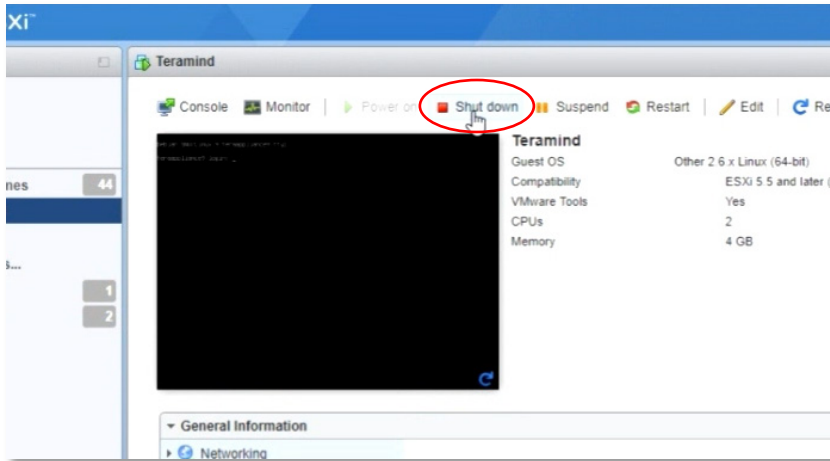 Xi™
Teramind
Console Monitor Power on Shut down Suspend Restart Edit Re
Teramind
Guest OS Other 2.6.x Linux (64-bit)
nes 44
Compatibility ESXi 5.5 and later (
VMware Tools Yes
CPUs 2
s...
Memory 4 GB
1
2
General Information
Networking